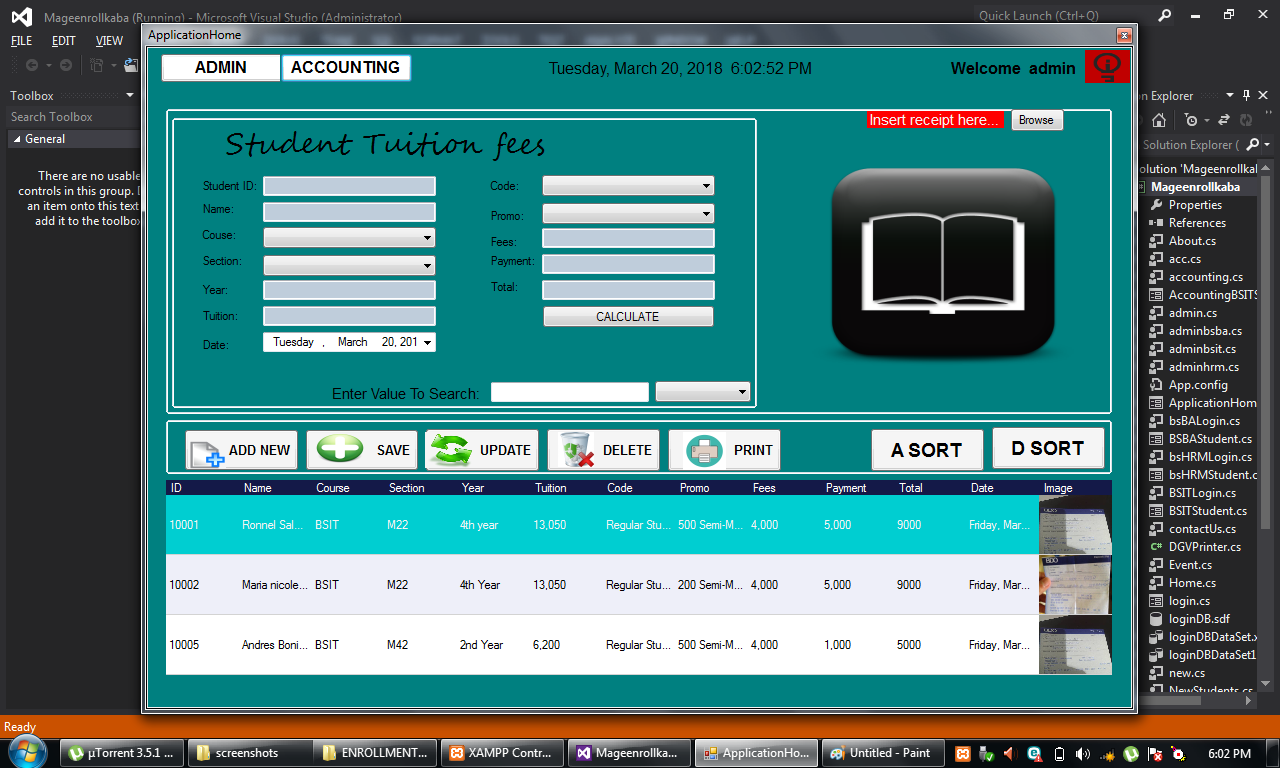 Mageenrollkaba (Running) - Microsoft Visual Studio (Administrator)
Quick Launch (Ctrl+Q)
FILE EDIT VIEW
Toolbox
Search Toolbox
General
There are no usable
controls in this group.
an item onto this text
add it to the toolbox
ApplicationHome
ADMIN ACCOUNTING
Tuesday, March 20, 2018 6:02:52 PM
Welcome admin
Insert receipt here...
Browse
Student Tuition fees
Student ID:
Name:
Couse:
Section:
Year:
Tuition:
Date: Tuesday , March 20, 201
Code:
Promo:
Fees:
Payment:
Total:
CALCULATE
Enter Value To Search:
ADD NEW SAVE UPDATE DELETE PRINT A SORT D SORT
ID Name Course Section Year Tuition Code Promo Fees Payment Total Date Image
10001 Ronnel Sal... BSIT M22 4th year 13,050 Regular Stu... 500 Semi-M... 4,000 5,000 9000 Friday, Mar...
10002 Maria nicole... BSIT M22 4th Year 13,050 Regular Stu... 200 Semi-M... 4,000 5,000 9000 Friday, Mar...
BDO
10005 Andres Boni... BSIT M42 2nd Year 6,200 Regular Stu... 500 Semi-M... 4,000 1,000 5000 Friday, Mar...
on Explorer
Solution Explorer (
olution 'Mageenrollka
Mageenrollkaba
Properties
References
About.cs
acc.cs
accounting.cs
AccountingBSITS
admin.cs
adminbsba.cs
adminbsit.cs
adminhrm.cs
App.config
ApplicationHom
bsBALogin.cs
BSBAStudent.cs
bsHRMLogin.cs
bsHRMStudent.c
BSITLogin.cs
BSITStudent.cs
contactUs.cs
DGVPrinter.cs
Event.cs
Home.cs
login.cs
loginDB.sdf
loginDBDataSet.x
loginDBDataSet1
new.cs
NewStudents.cs
Ready
µTorrent 3.5.1 ... screenshots ENROLLMENT... XAMPP Contr... Mageenrollka... ApplicationHo... Untitled - Paint 6:02 PM